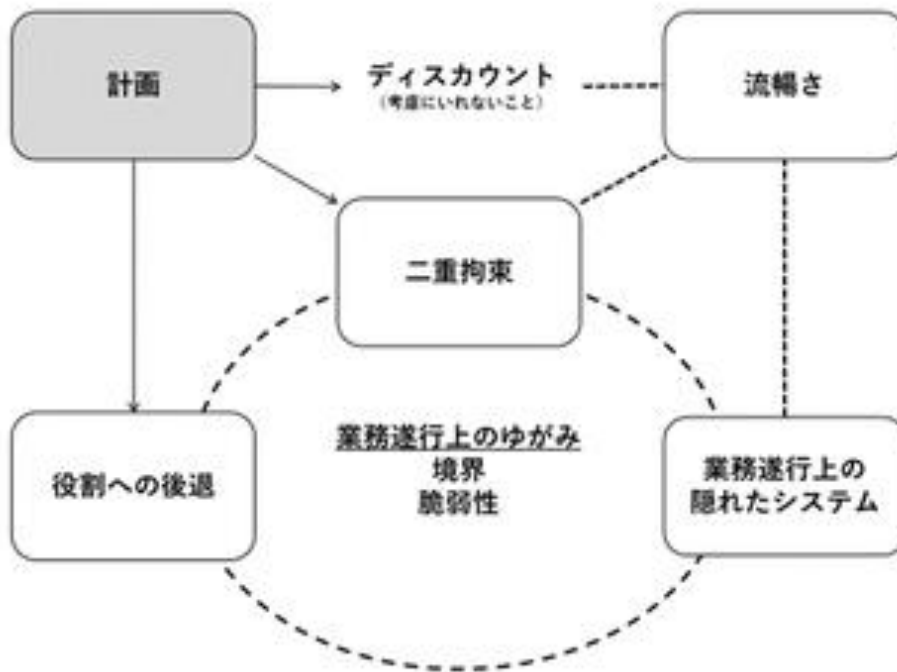 計画
ディスカウント
（考慮にいれないこと）
流暢さ
二重拘束
役割への後退
業務遂行上のゆがみ
境界
脆弱性
業務遂行上の
隠れたシステム